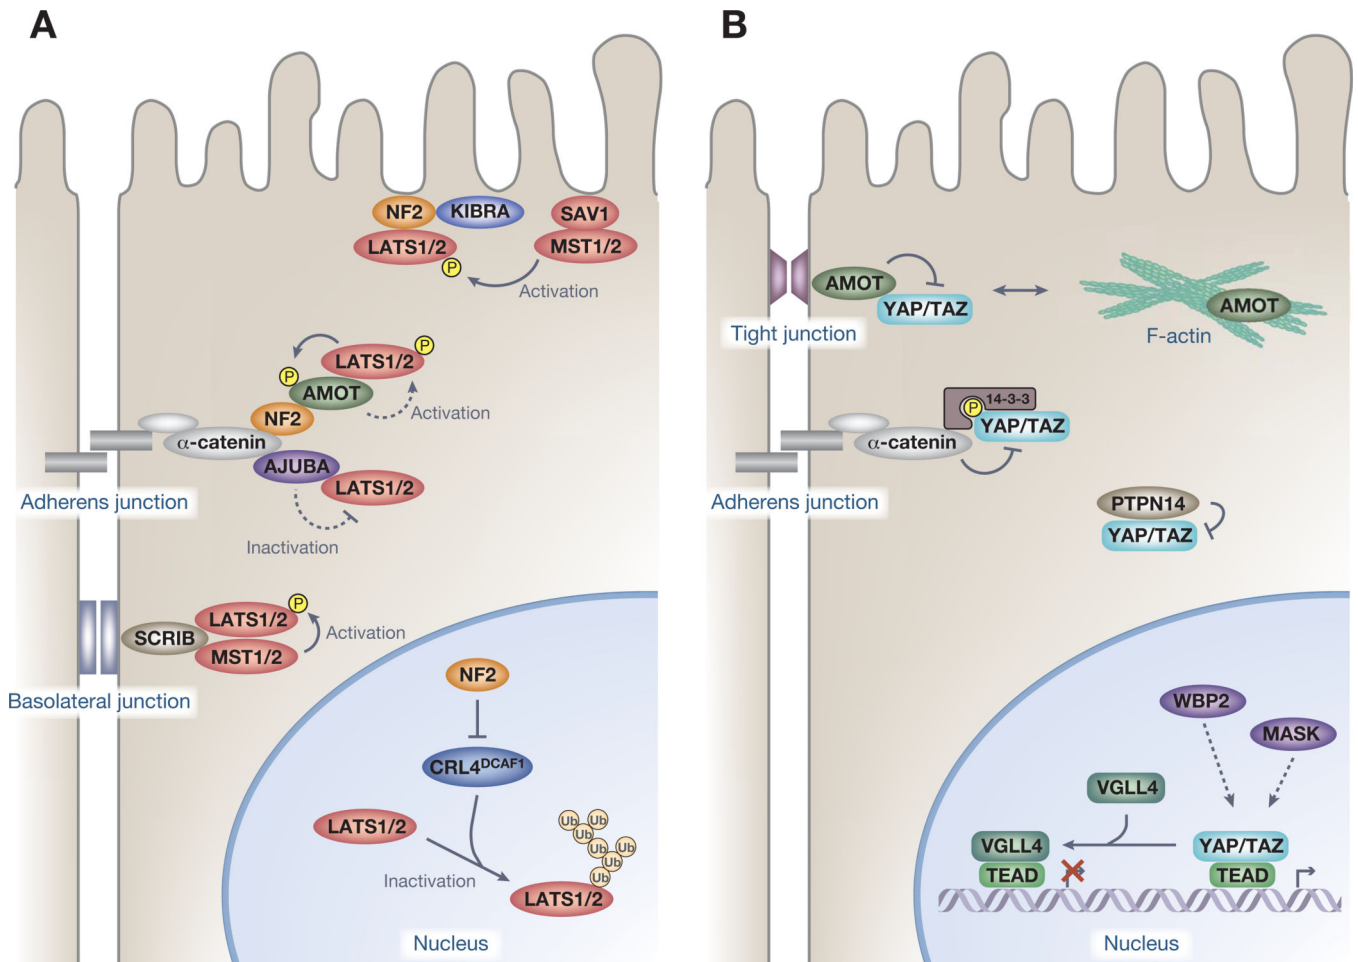 A
NF2
KIBRA
SAV1
LATS1/2
MST1/2
P
Activation
LATS1/2
P
P
AMOT
Activation
NF2
α-catenin
AJUBA
LATS1/2
Adherens junction
Inactivation
P
LATS1/2
Activation
SCRIB
MST1/2
Basolateral junction
NF2
CRL4DCAF1
LATS1/2
Ub
Ub
Ub
Ub
Ub
Ub
Ub
Inactivation
LATS1/2
Nucleus
B
AMOT
YAP/TAZ
AMOT
Tight junction
F-actin
14-3-3
P
YAP/TAZ
α-catenin
Adherens junction
PTPN14
YAP/TAZ
WBP2
MASK
VGLL4
VGLL4
YAP/TAZ
TEAD
TEAD
Nucleus